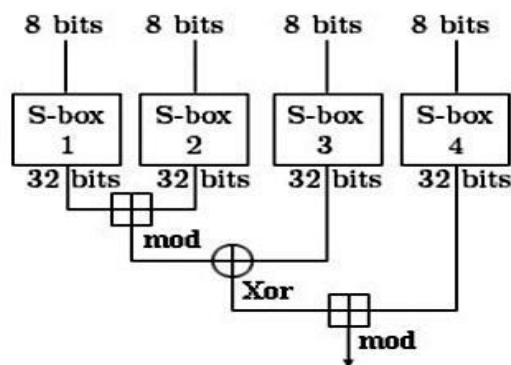 8 bits 8 bits 8 bits 8 bits
S-box S-box S-box S-box
1 2 3 4
32 bits 32 bits 32 bits 32 bits
mod
Xor
mod